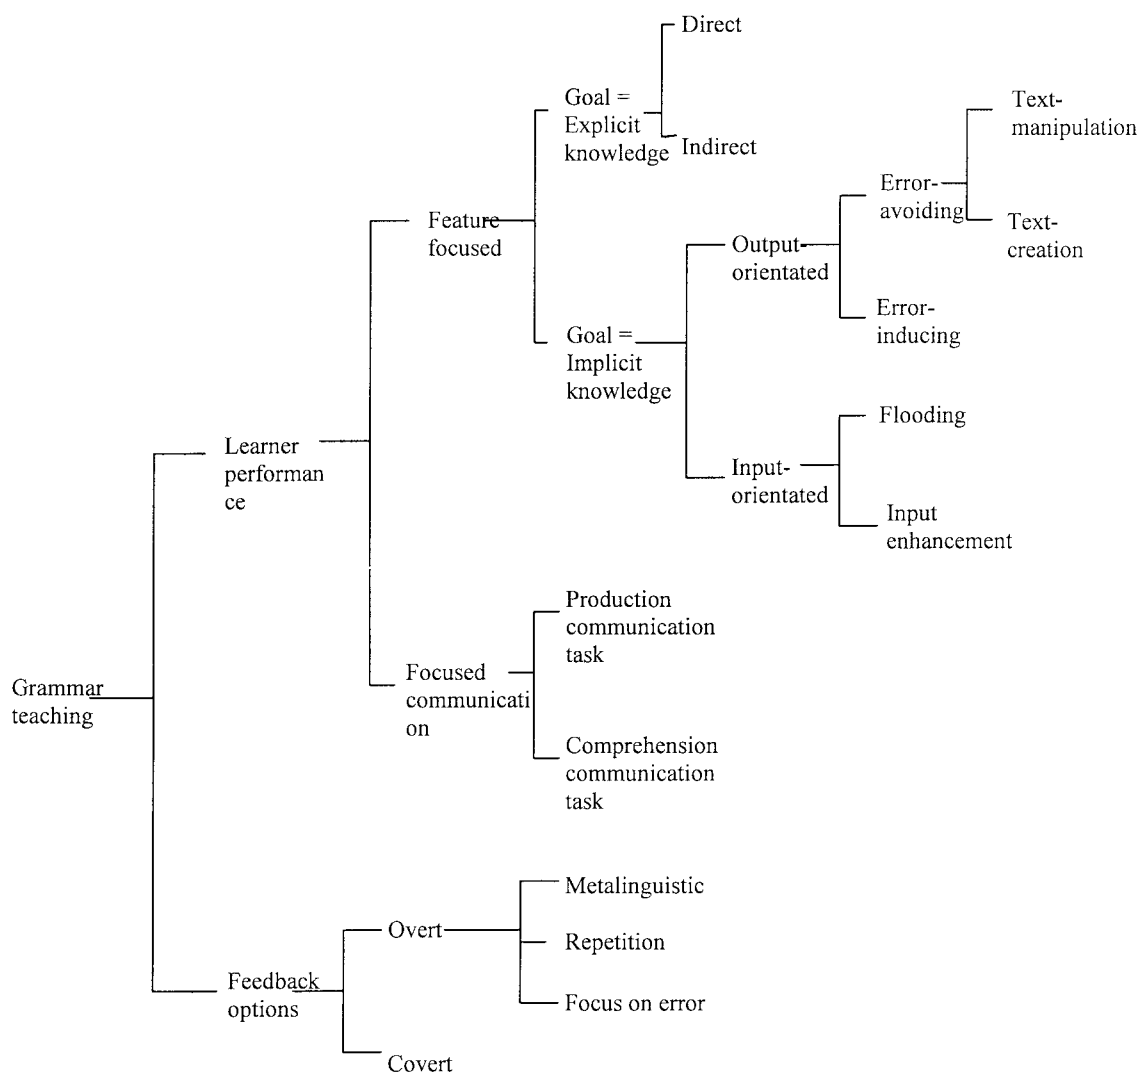 Direct
Goal =
Explicit
knowledge
Indirect
Text-
manipulation
Error-
avoiding
Text-
creation
Feature
focused
Output-
orientated
Error-
inducing
Goal =
Implicit
knowledge
Flooding
Learner
performan
ce
Input-
orientated
Input
enhancement
Production
communication
task
Focused
communicati
on
Grammar
teaching
Comprehension
communication
task
Metalinguistic
Overt
Repetition
Feedback
options
Focus on error
Covert